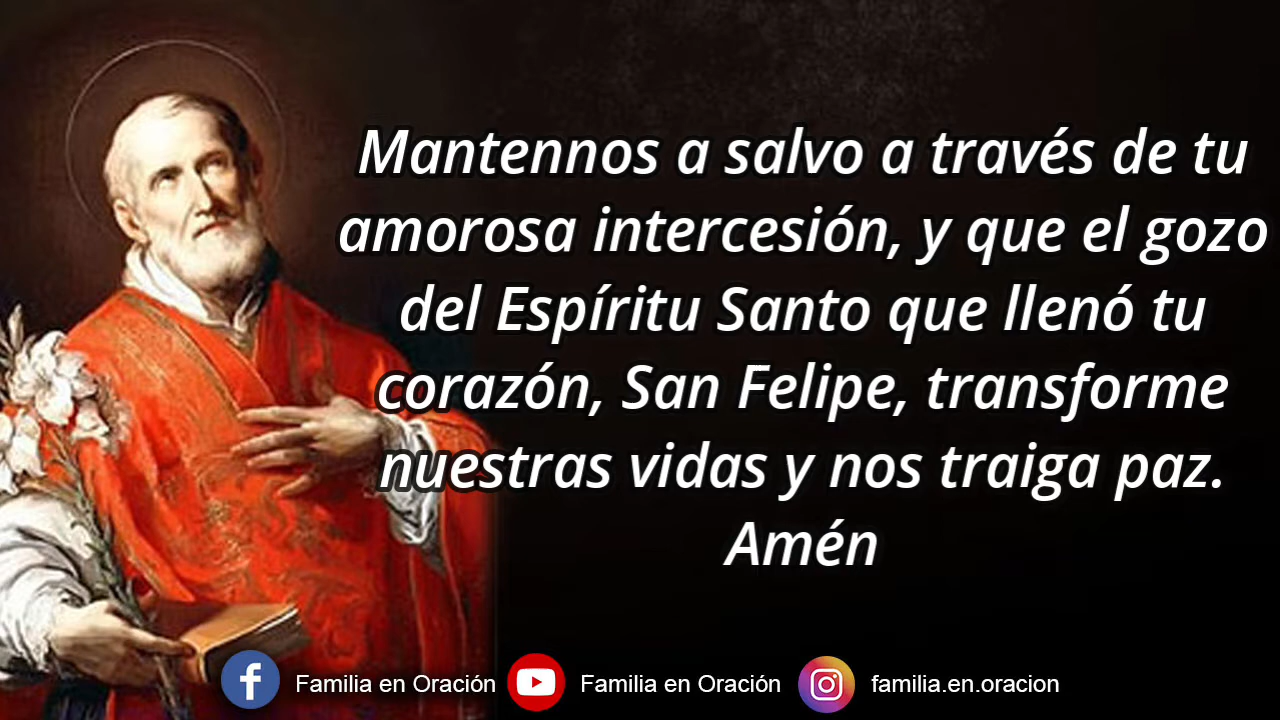 Mantennos a salvo a través de tu
amorosa intercesión, y que el gozo
del Espíritu Santo que llenó tu
corazón, San Felipe, transforme
nuestras vidas y nos traiga paz.
Amén
Familia en Oración
Familia en Oración
familia.en.oracion